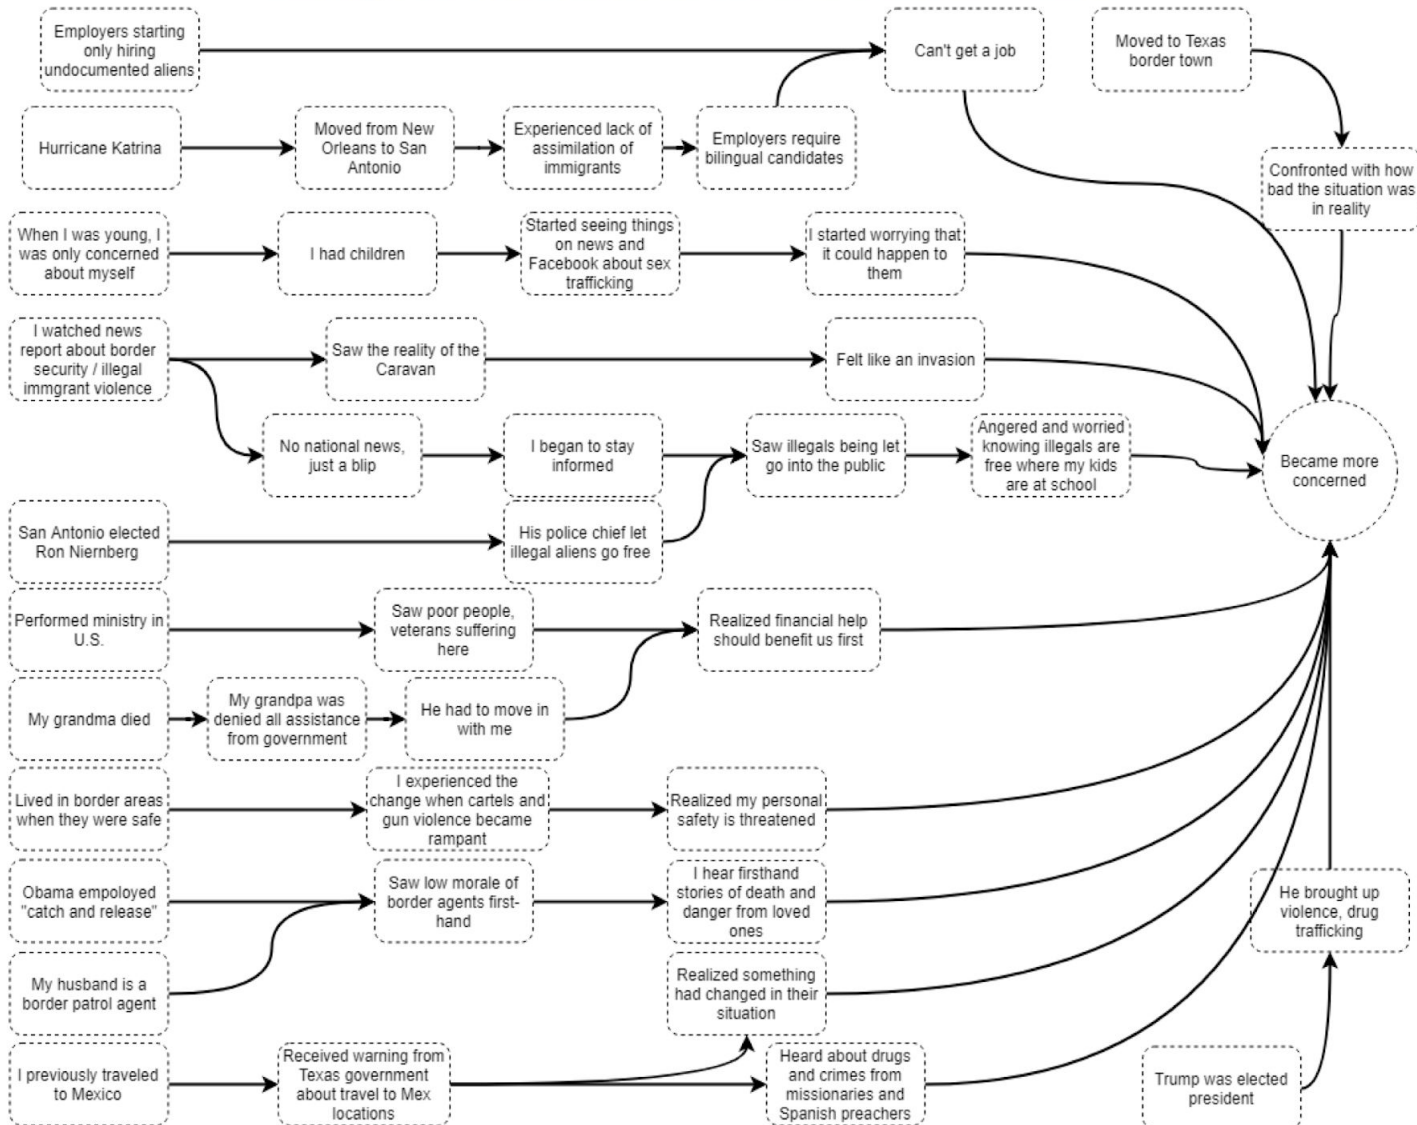 Employers starting
only hiring
undocumented aliens
Can't get a job
Moved to Texas
border town
Hurricane Katrina
Moved from New
Orleans to San
Antonio
Experienced lack of
assimilation of
immigrants
Employers require
bilingual candidates
Confronted with how
bad the situation was
in reality
When I was young, I
was only concerned
about myself
I had children
Started seeing things
on news and
Facebook about sex
trafficking
I started worrying that
it could happen to
them
I watched news
report about border
security / illegal
immgrant violence
Saw the reality of the
Caravan
Felt like an invasion
No national news,
just a blip
I began to stay
informed
Saw illegals being let
go into the public
Angered and worried
knowing illegals are
free where my kids
are at school
Became more
concerned
San Antonio elected
Ron Niernberg
His police chief let
illegal aliens go free
Performed ministry in
U.S.
Saw poor people,
veterans suffering
here
Realized financial help
should benefit us first
My grandma died
My grandpa was
denied all assistance
from government
He had to move in
with me
Lived in border areas
when they were safe
I experienced the
change when cartels and
gun violence became
rampant
Realized my personal
safety is threatened
Obama empoloyed
"catch and release"
Saw low morale of
border agents first-
hand
I hear firsthand
stories of death and
danger from loved
ones
He brought up
violence, drug
trafficking
My husband is a
border patrol agent
Realized something
had changed in their
situation
I previously traveled
to Mexico
Received warning from
Texas government
about travel to Mex
locations
Heard about drugs
and crimes from
missionaries and
Spanish preachers
Trump was elected
president